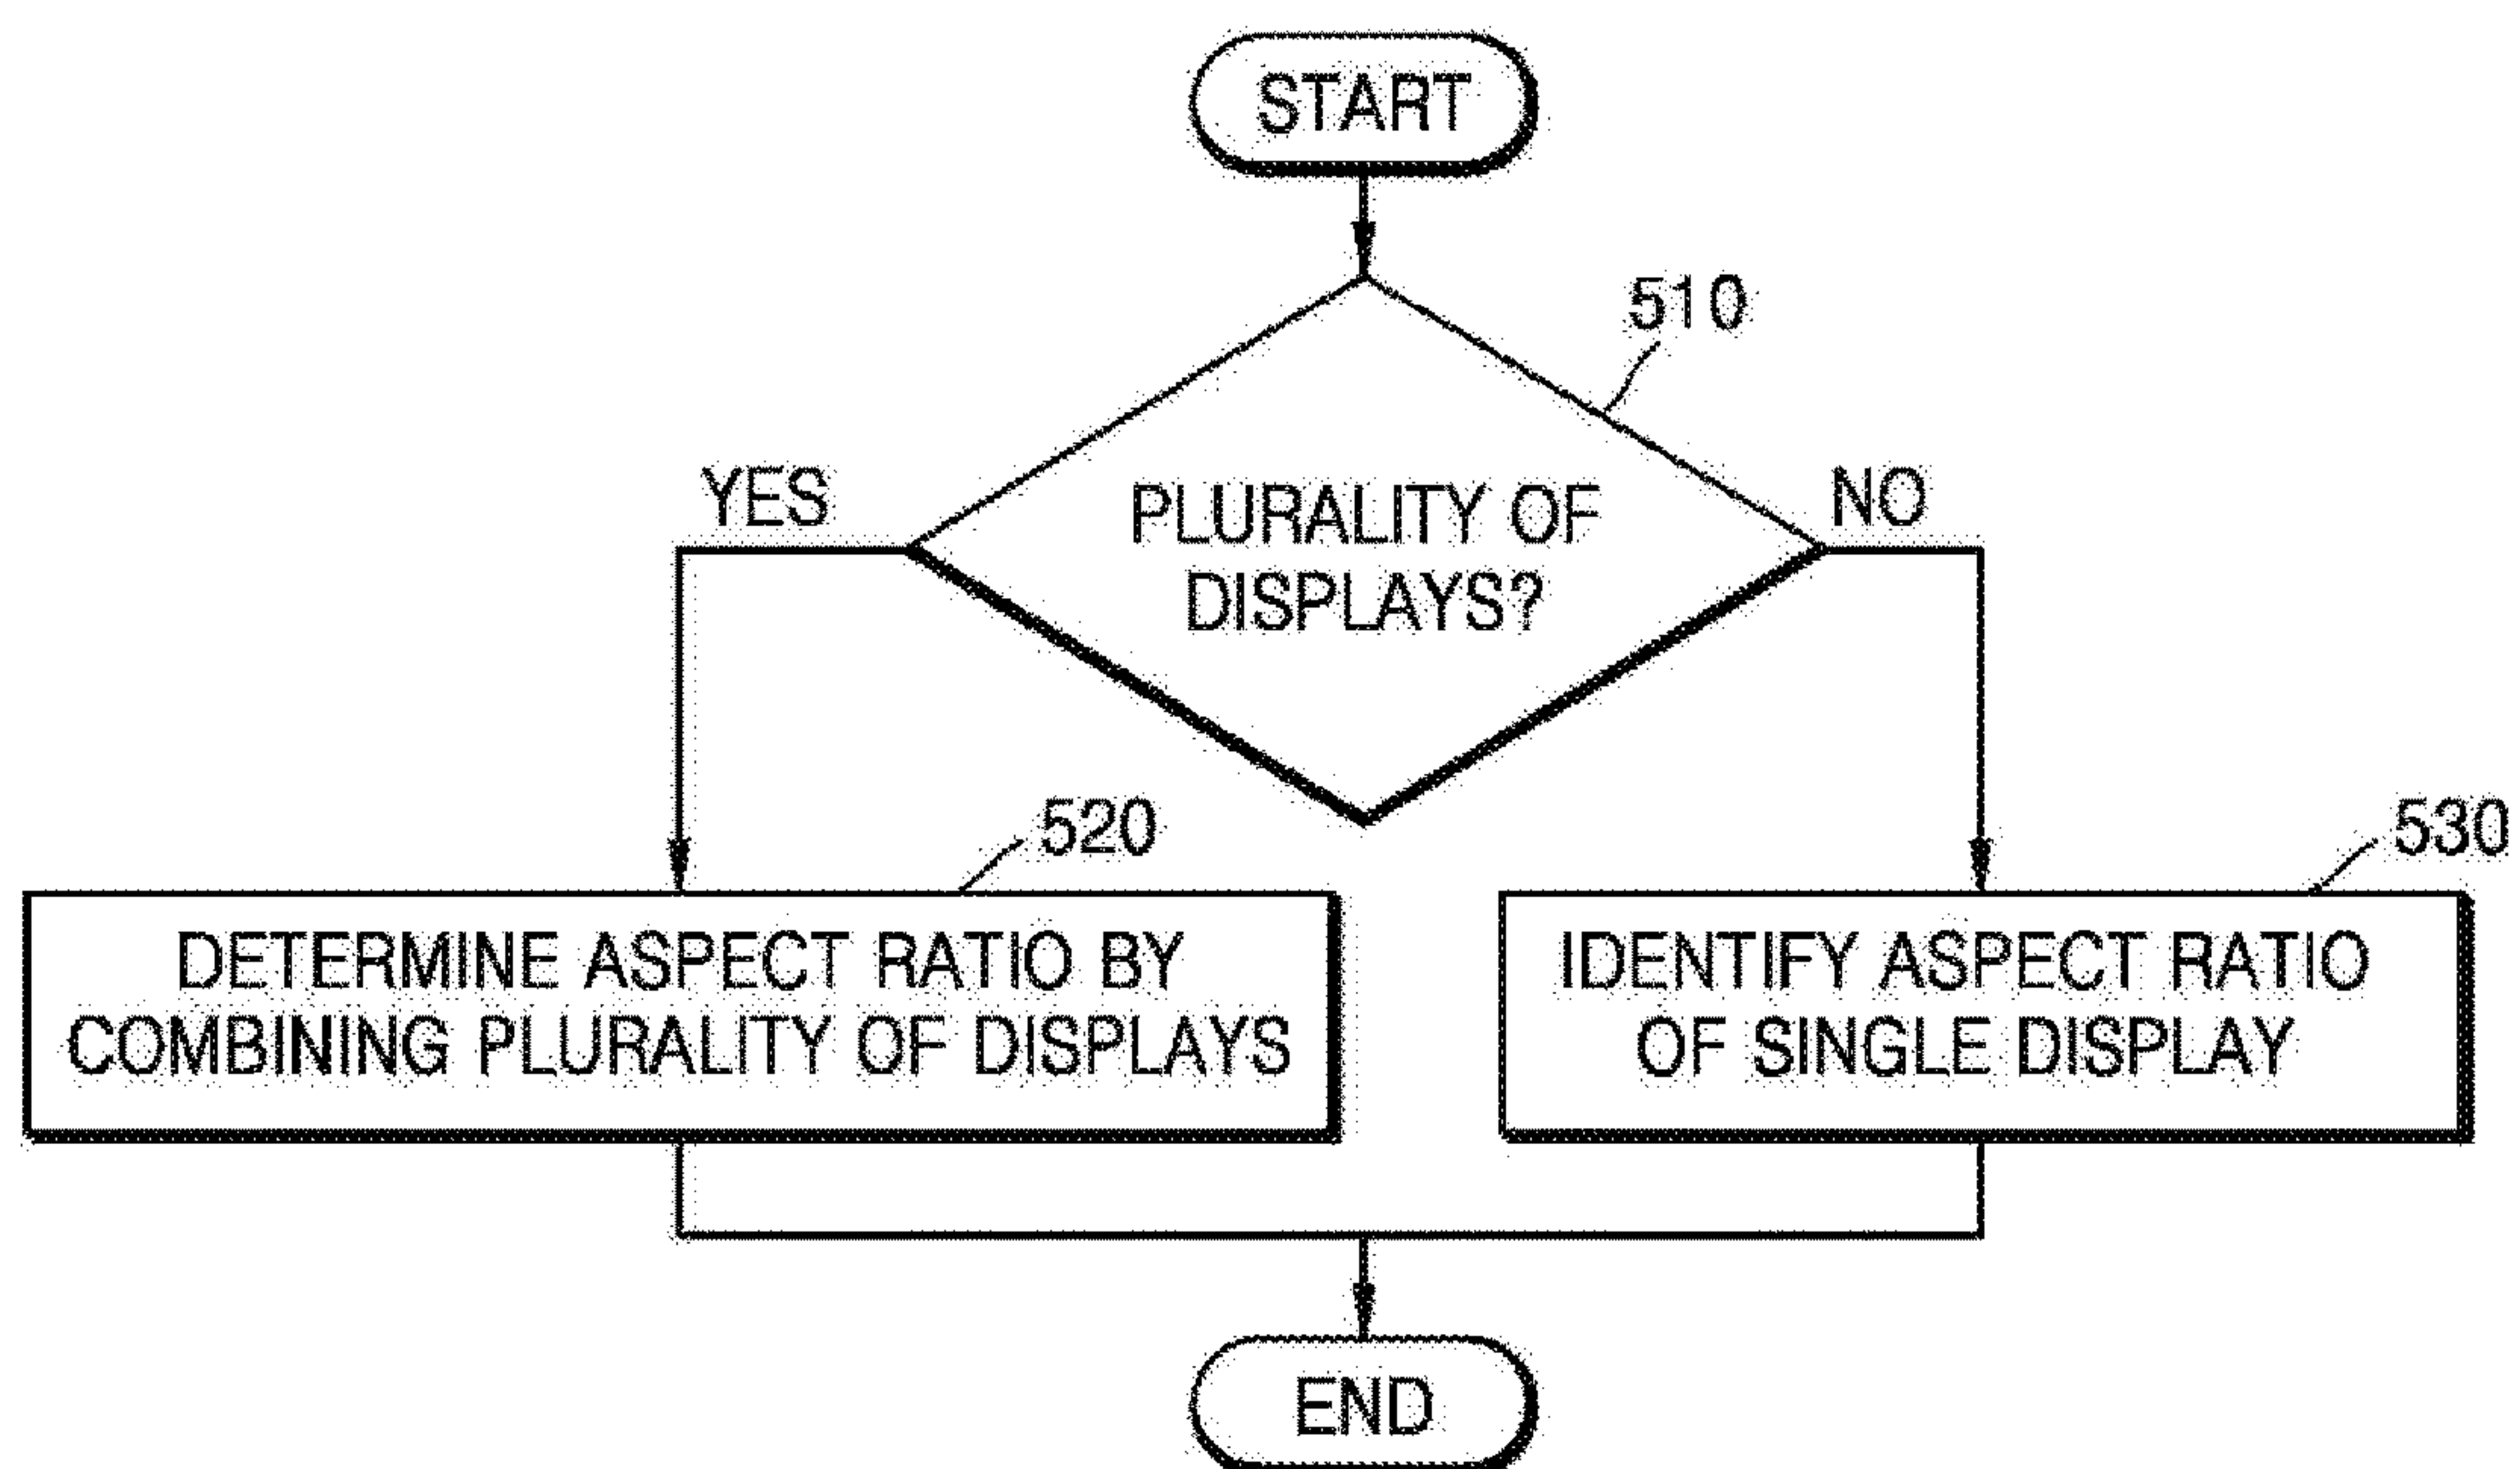 START
510
YES
NO
PLURALITY OF
DISPLAYS?
520
530
DETERMINE ASPECT RATIO BY
COMBINING PLURALITY OF DISPLAYS
IDENTIFY ASPECT RATIO
OF SINGLE DISPLAY
END